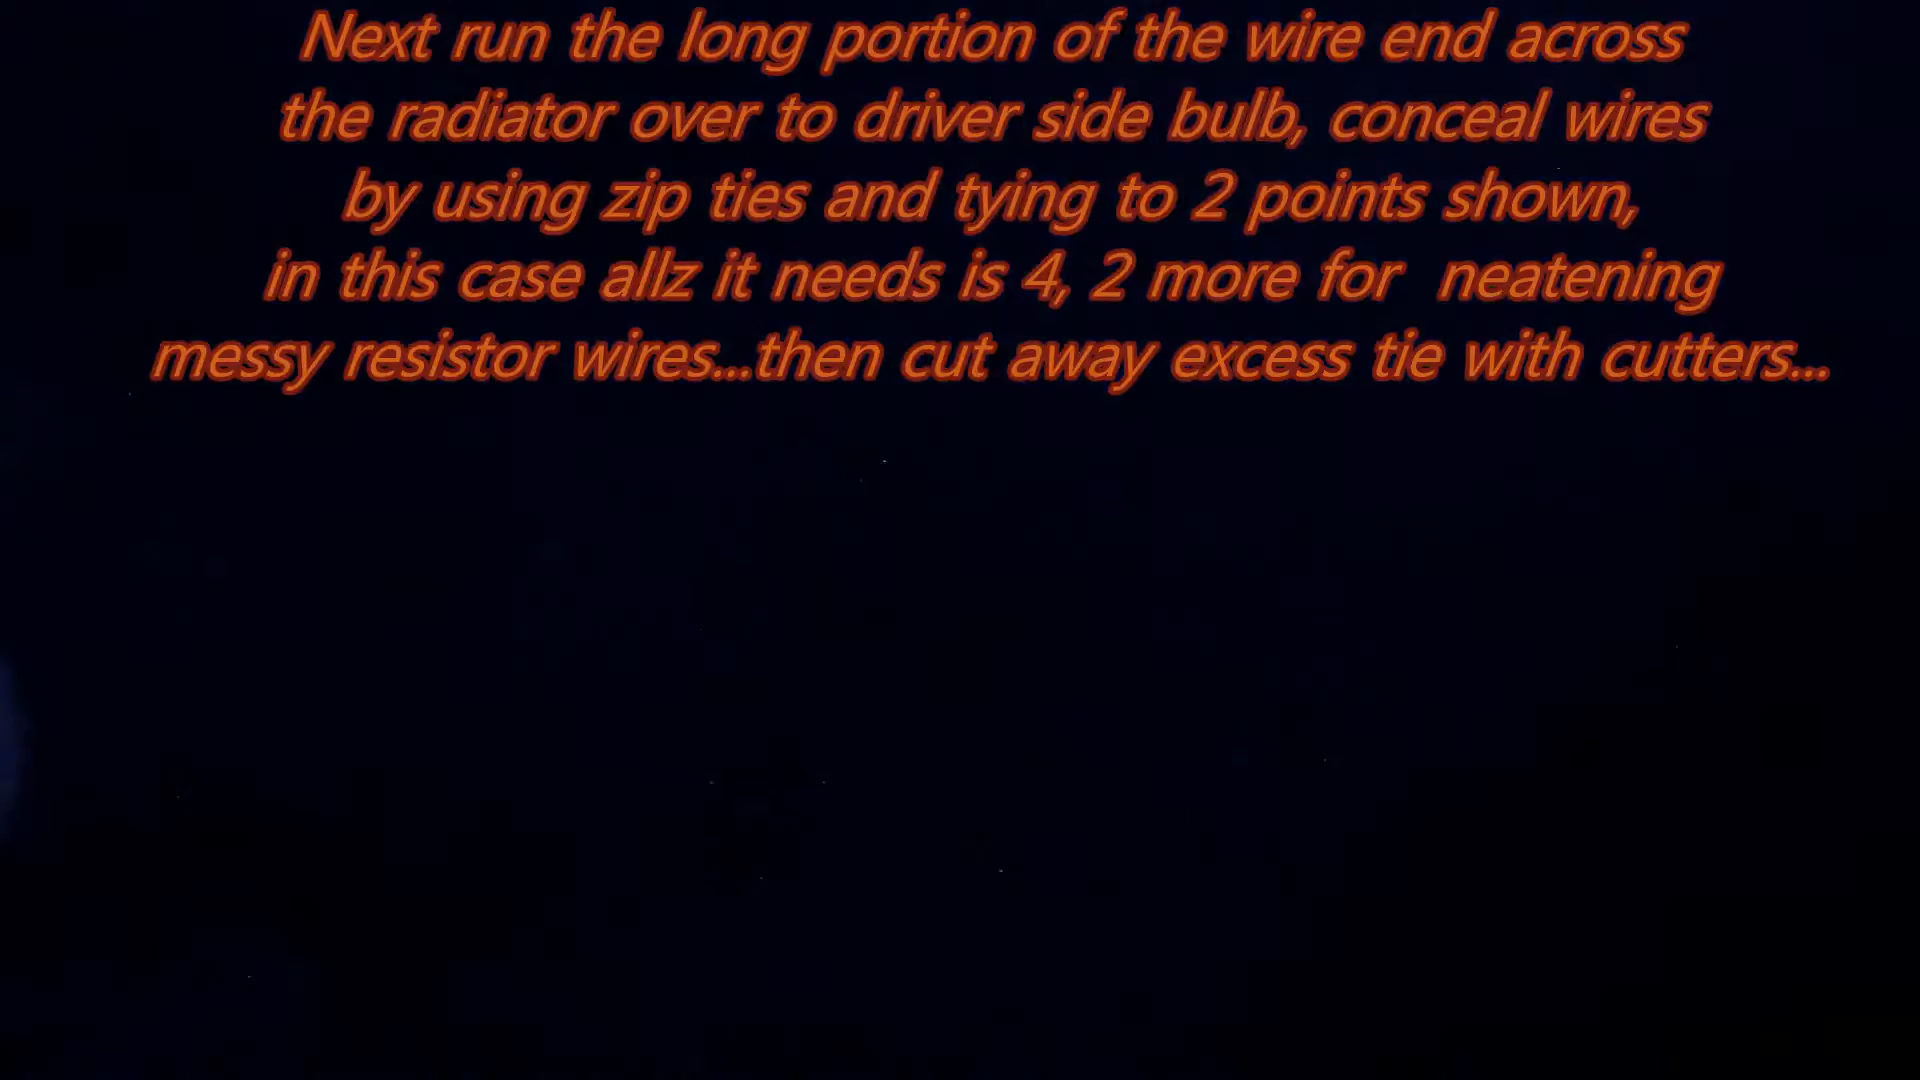 Next run the long portion of the wire end across
the radiator over to driver side bulb, conceal wires
by using zip ties and tying to 2 points shown,
in this case allz it needs is 4, 2 more for  neatening
messy resistor wires...then cut away excess tie with cutters...